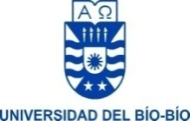 Α Ω
UNIVERSIDAD DEL BÍO-BÍO